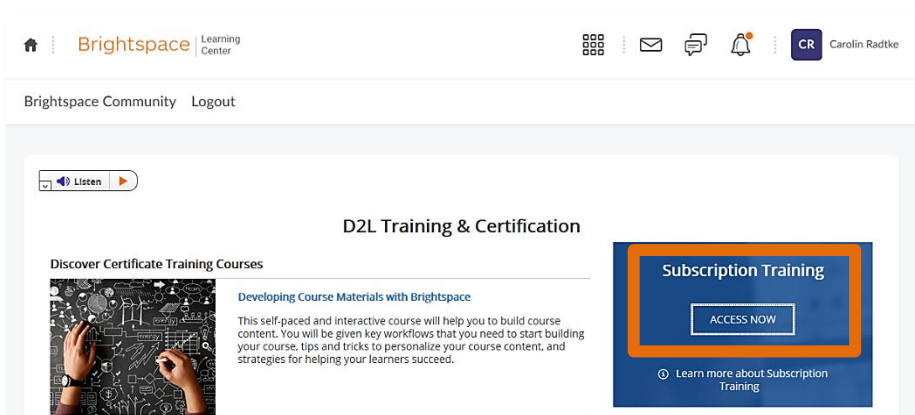 Brightspace Learning Center
CR Carolin Radtke
Brightspace Community Logout
Listen
D2L Training & Certification
Discover Certificate Training Courses
Developing Course Materials with Brightspace
This self-paced and interactive course will help you to build course
content. You will be given key workflows that you need to start building
your course, tips and tricks to personalize your course content, and
strategies for helping your learners succeed.
Subscription Training
ACCESS NOW
Learn more about Subscription
Training